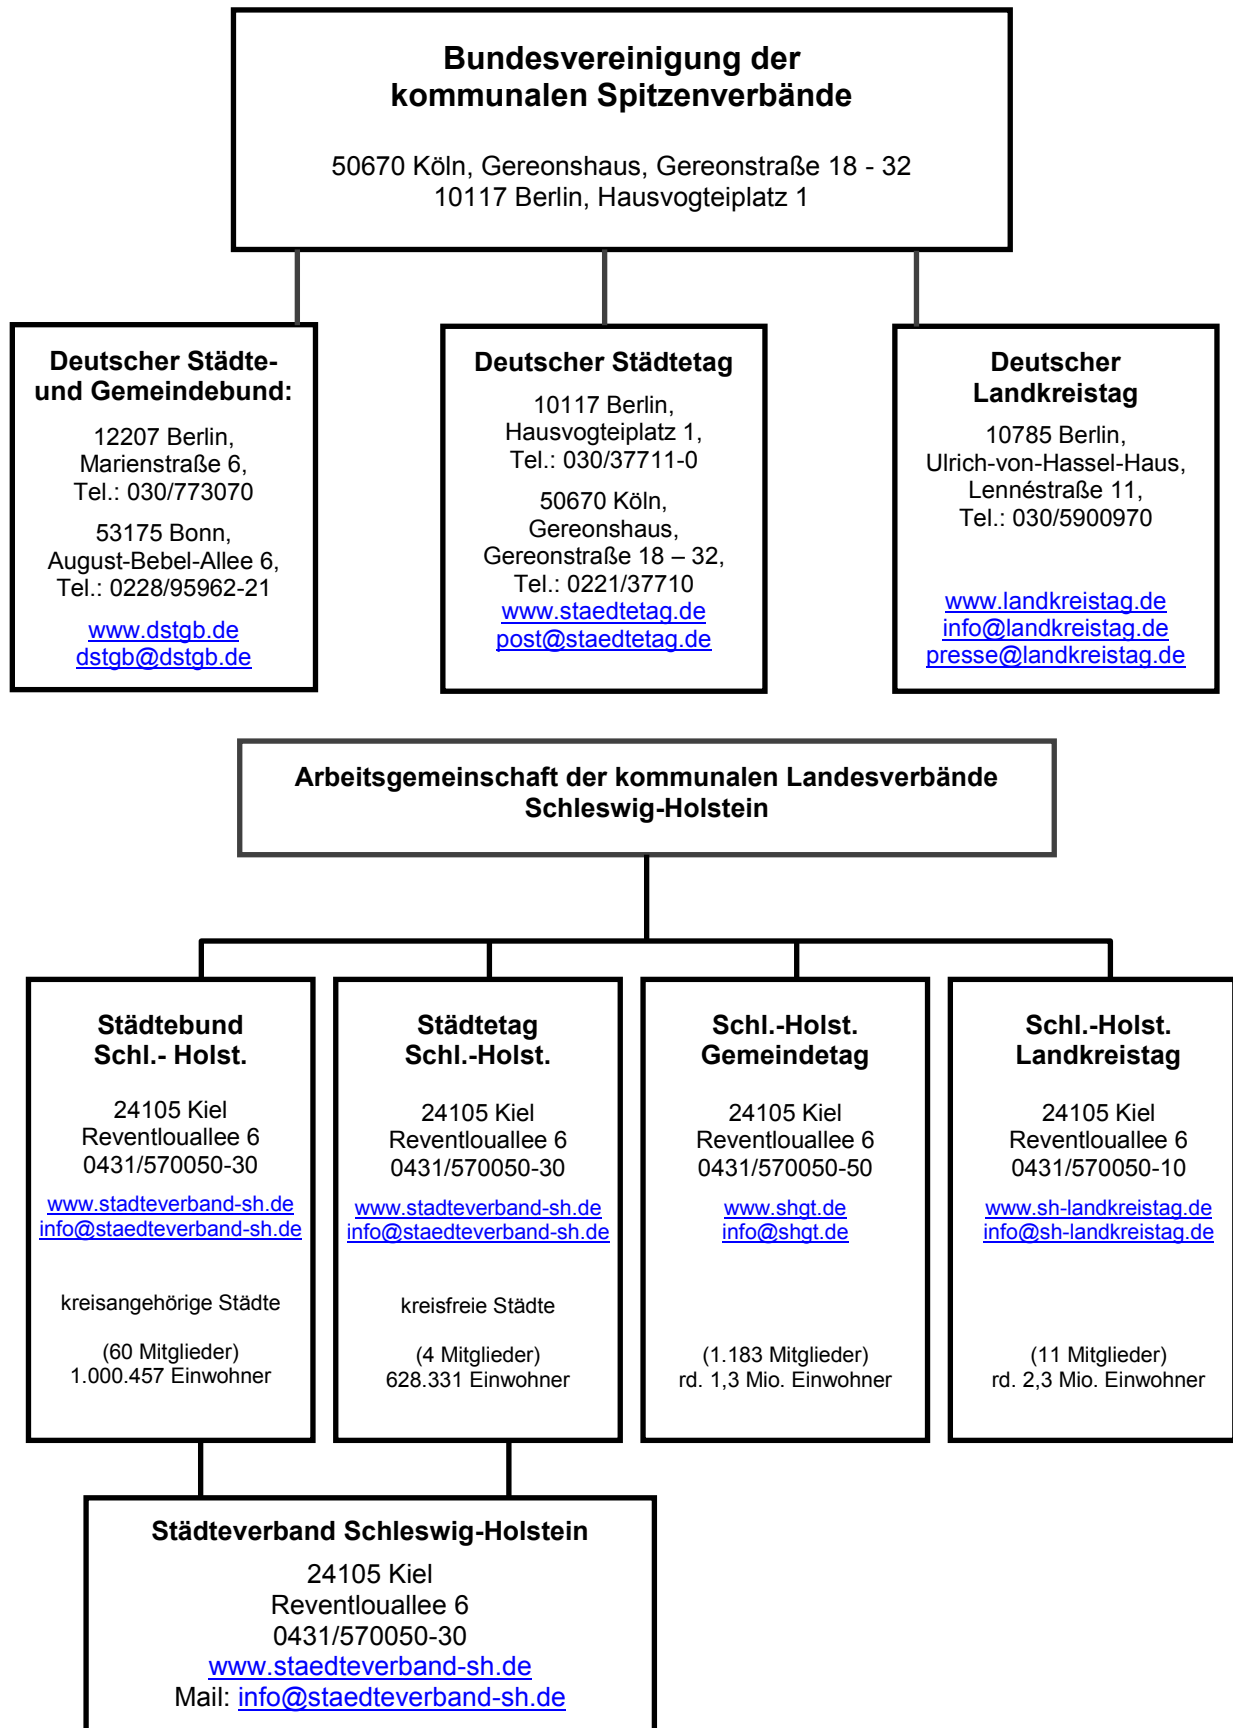 Bundesvereinigung der
kommunalen Spitzenverbände
50670 Köln, Gereonshaus, Gereonstraße 18 - 32
10117 Berlin, Hausvogteiplatz 1
Deutscher Städte-
und Gemeindebund:
12207 Berlin,
Marienstraße 6,
Tel.: 030/773070
53175 Bonn,
August-Bebel-Allee 6,
Tel.: 0228/95962-21
www.dstgb.de
dstgb@dstgb.de
Deutscher Städtetag
10117 Berlin,
Hausvogteiplatz 1,
Tel.: 030/37711-0
50670 Köln,
Gereonshaus,
Gereonstraße 18 – 32,
Tel.: 0221/37710
www.staedtetag.de
post@staedtetag.de
Deutscher
Landkreistag
10785 Berlin,
Ulrich-von-Hassel-Haus,
Lennéstraße 11,
Tel.: 030/5900970
www.landkreistag.de
info@landkreistag.de
presse@landkreistag.de
Arbeitsgemeinschaft der kommunalen Landesverbände
Schleswig-Holstein
Städtebund
Schl.- Holst.
24105 Kiel
Reventlouallee 6
0431/570050-30
www.stadteverband-sh.de
info@staedteverband-sh.de
kreisangehörige Städte
(60 Mitglieder)
1.000.457 Einwohner
Städtetag
Schl.-Holst.
24105 Kiel
Reventlouallee 6
0431/570050-30
www.stadteverband-sh.de
info@staedteverband-sh.de
kreisfreie Städte
(4 Mitglieder)
628.331 Einwohner
Schl.-Holst.
Gemeindetag
24105 Kiel
Reventlouallee 6
0431/570050-50
www.shgt.de
info@shgt.de
(1.183 Mitglieder)
rd. 1,3 Mio. Einwohner
Schl.-Holst.
Landkreistag
24105 Kiel
Reventlouallee 6
0431/570050-10
www.sh-landkreistag.de
info@sh-landkreistag.de
(11 Mitglieder)
rd. 2,3 Mio. Einwohner
Städteverband Schleswig-Holstein
24105 Kiel
Reventlouallee 6
0431/570050-30
www.staedteverband-sh.de
Mail: info@staedteverband-sh.de